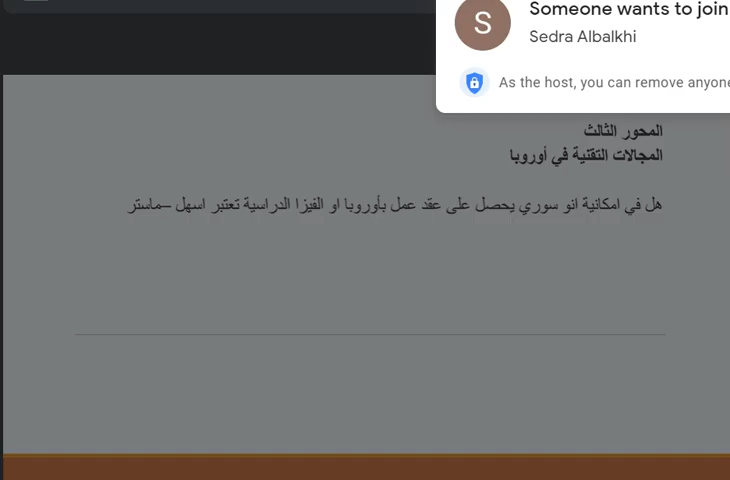 Someone wants to join
S
Sedra Albalkhi
As the host, you can remove anyone
المحور الثالث
المجالات التقنية في أوروبا
هل في امكانية انو سوري يحصل على عقد عمل بأوروبا او الفيزا الدراسية تعتبر اسهل –ماستر